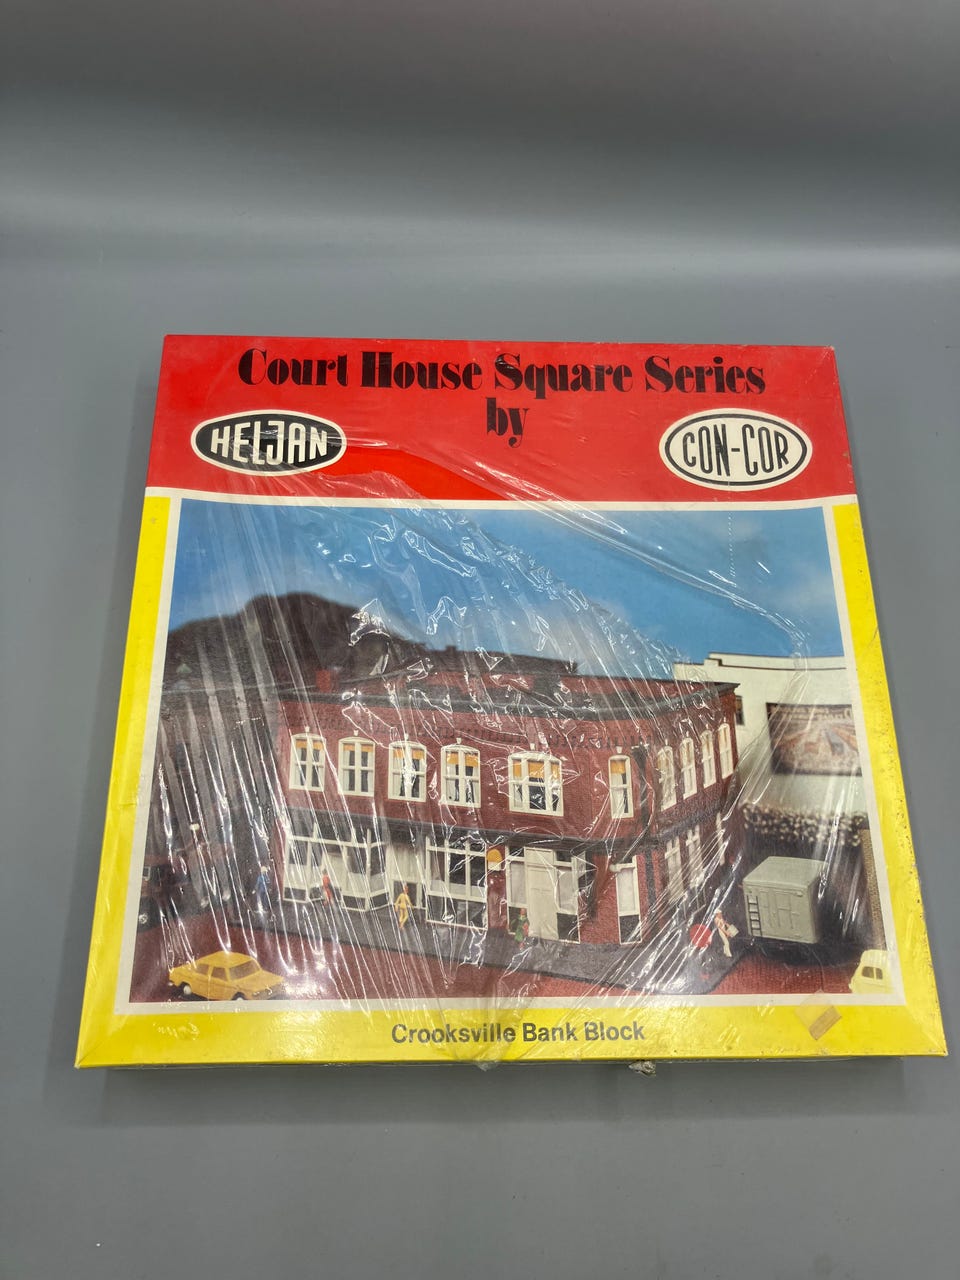 Court House Square Series
by
HELJAN
CON-COR
Crooksville Bank Block